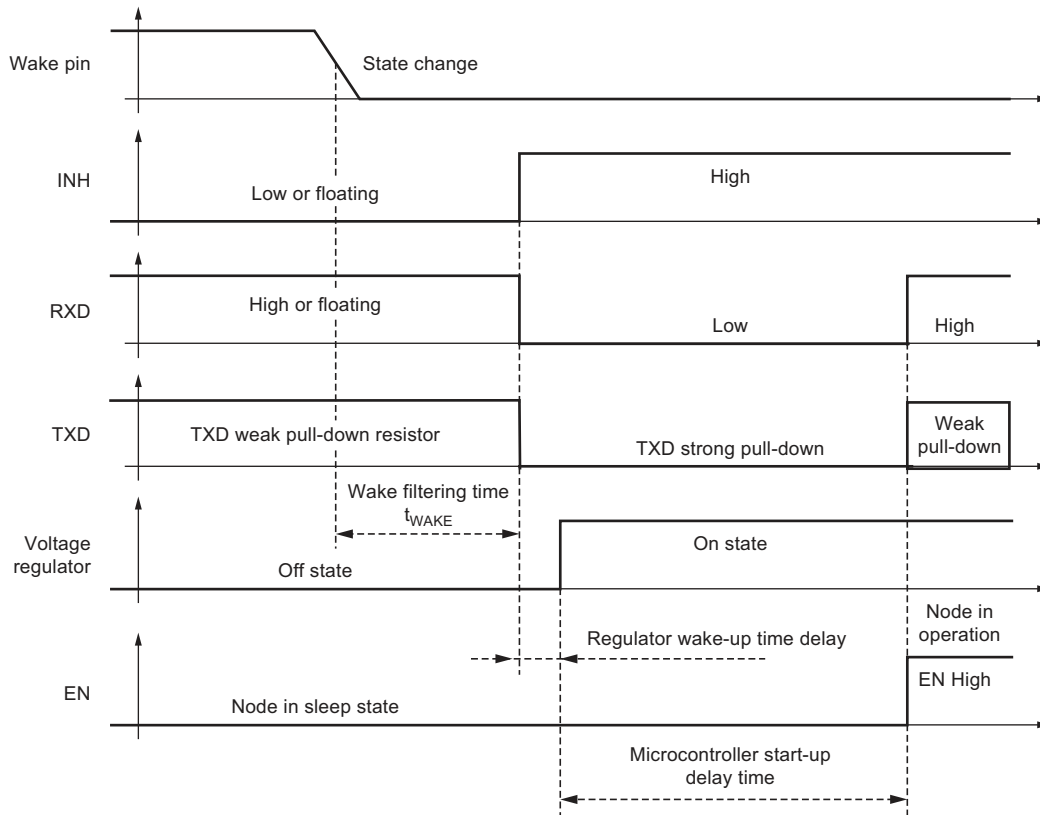 Wake pin
State change
INH
Low or floating
High
RXD
High or floating
Low
High
TXD
TXD weak pull-down resistor
TXD strong pull-down
Weak
pull-down
Wake filtering time
tWAKE
Voltage
regulator
Off state
On state
Regulator wake-up time delay
Node in
operation
EN
Node in sleep state
EN High
Microcontroller start-up
delay time